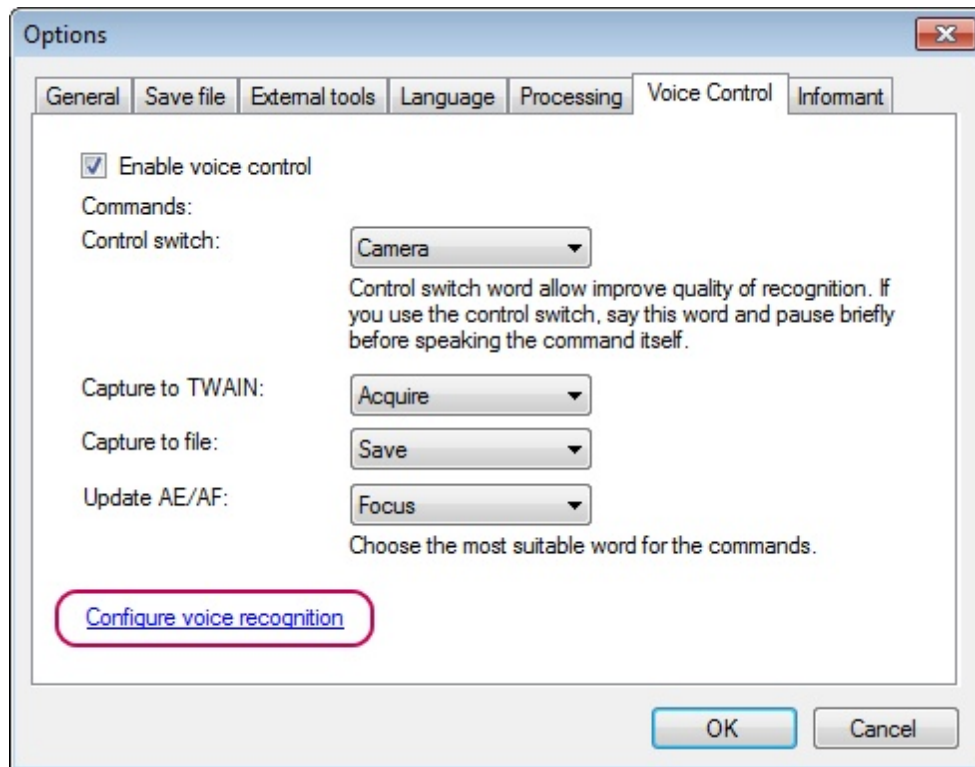 Options
General Save file External tools Language Processing Voice Control Informant
Enable voice control
Commands:
Control switch: Camera
Control switch word allow improve quality of recognition. If
you use the control switch, say this word and pause briefly
before speaking the command itself.
Capture to TWAIN: Acquire
Capture to file: Save
Update AE/AF: Focus
Choose the most suitable word for the commands.
Configure voice recognition
OK Cancel